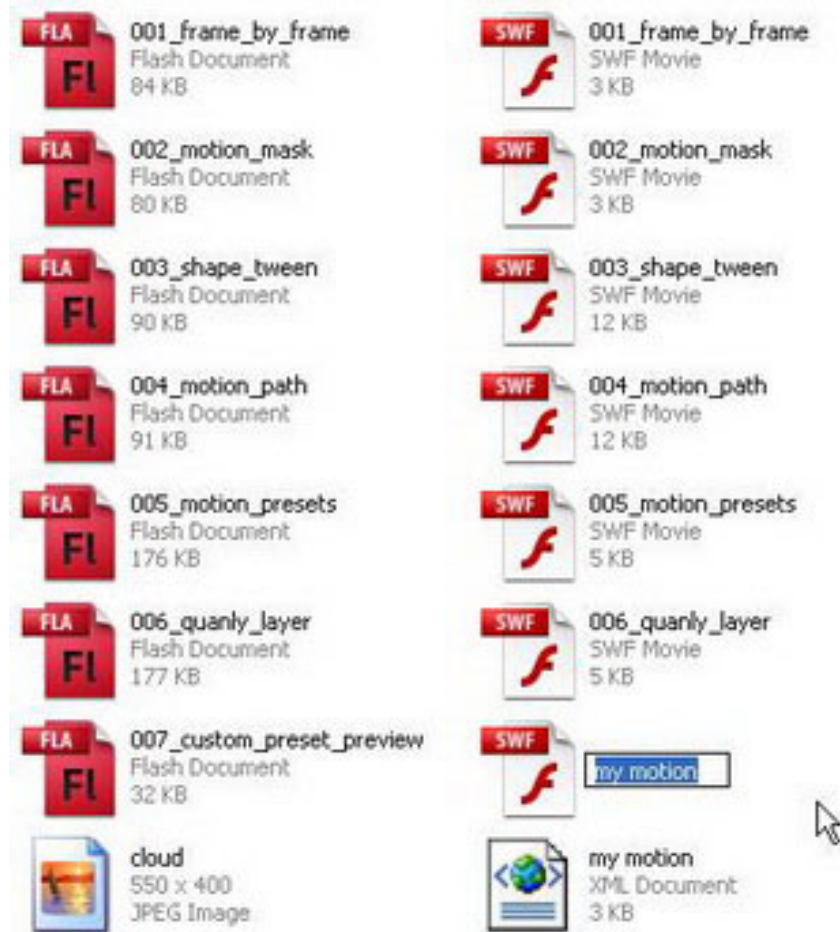 FLA
Fl
001_frame_by_frame
Flash Document
84 KB
SWF
001_frame_by_frame
SWF Movie
3 KB
FLA
Fl
002_motion_mask
Flash Document
80 KB
SWF
002_motion_mask
SWF Movie
3 KB
FLA
Fl
003_shape_tween
Flash Document
90 KB
SWF
003_shape_tween
SWF Movie
12 KB
FLA
Fl
004_motion_path
Flash Document
91 KB
SWF
004_motion_path
SWF Movie
12 KB
FLA
Fl
005_motion_presets
Flash Document
176 KB
SWF
005_motion_presets
SWF Movie
5 KB
FLA
Fl
006_quanly_layer
Flash Document
177 KB
SWF
006_quanly_layer
SWF Movie
5 KB
FLA
Fl
007_custom_preset_preview
Flash Document
32 KB
SWF
my motion
cloud
550 x 400
JPEG Image
my motion
XML Document
3 KB